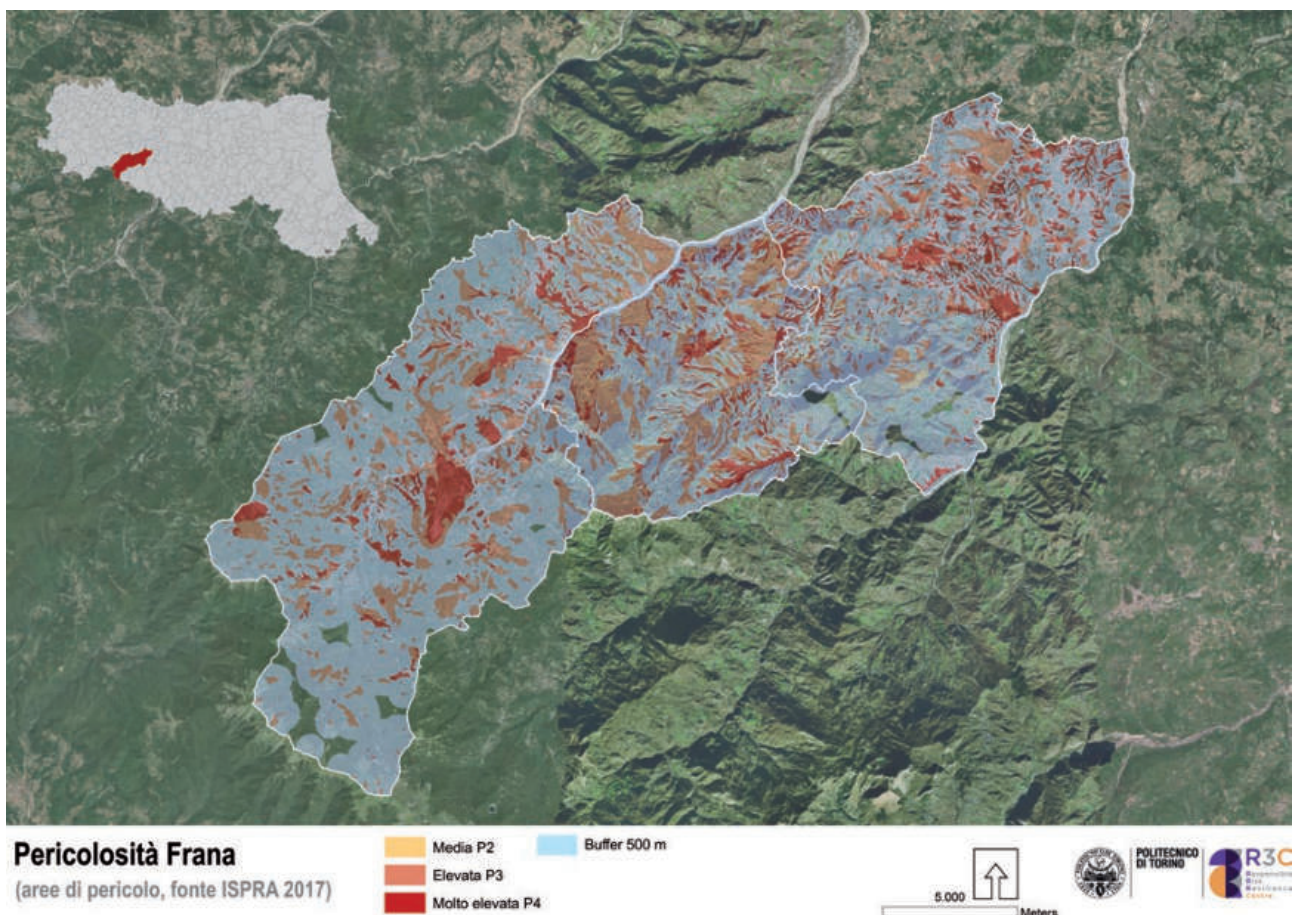 Pericolosità Frana
(aree di pericolo, fonte ISPRA 2017)
Media P2
Elevata P3
Molto elevata P4
Buffer 500 m
5.000
Meters
POLITECNICO
DI TORINO
R3C